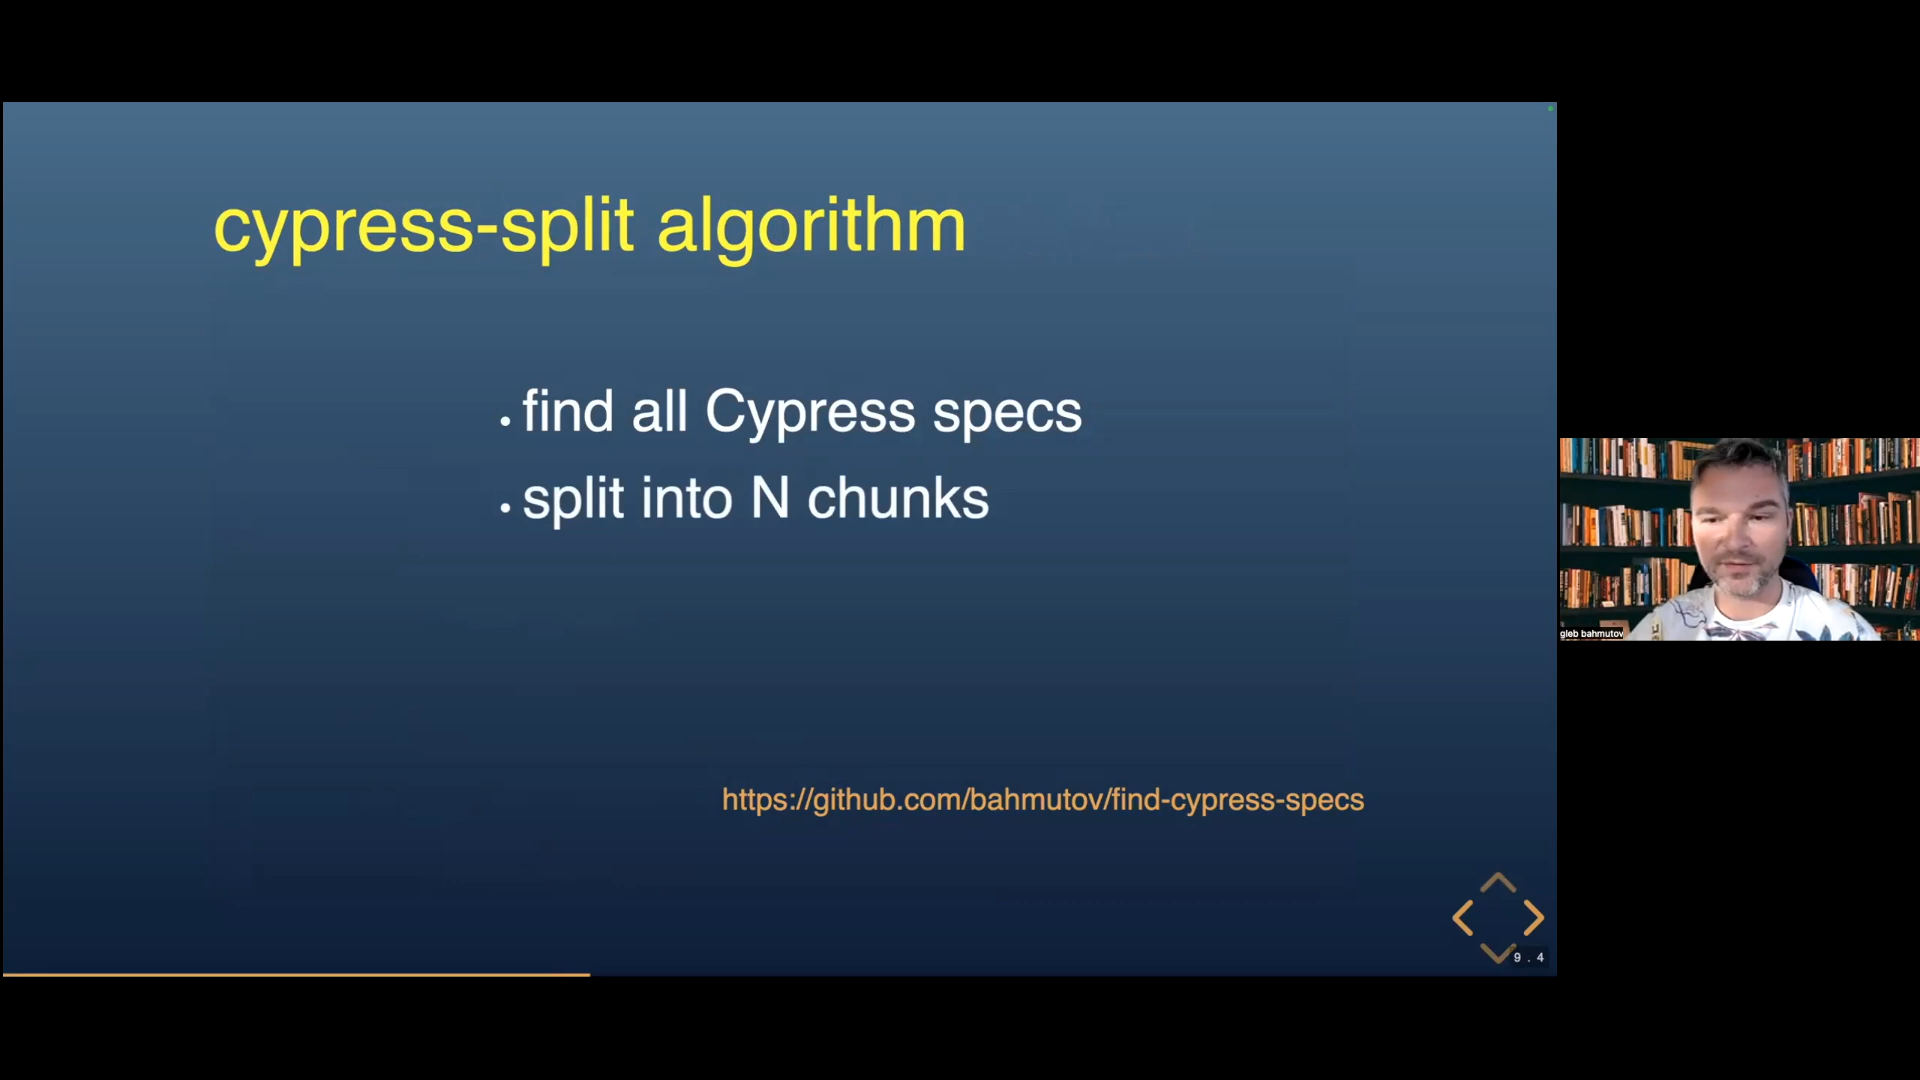 cypress-split algorithm
• find all Cypress specs
• split into N chunks
https://github.com/bahmutov/find-cypress-specs
9 . 4
gleb bahmutov